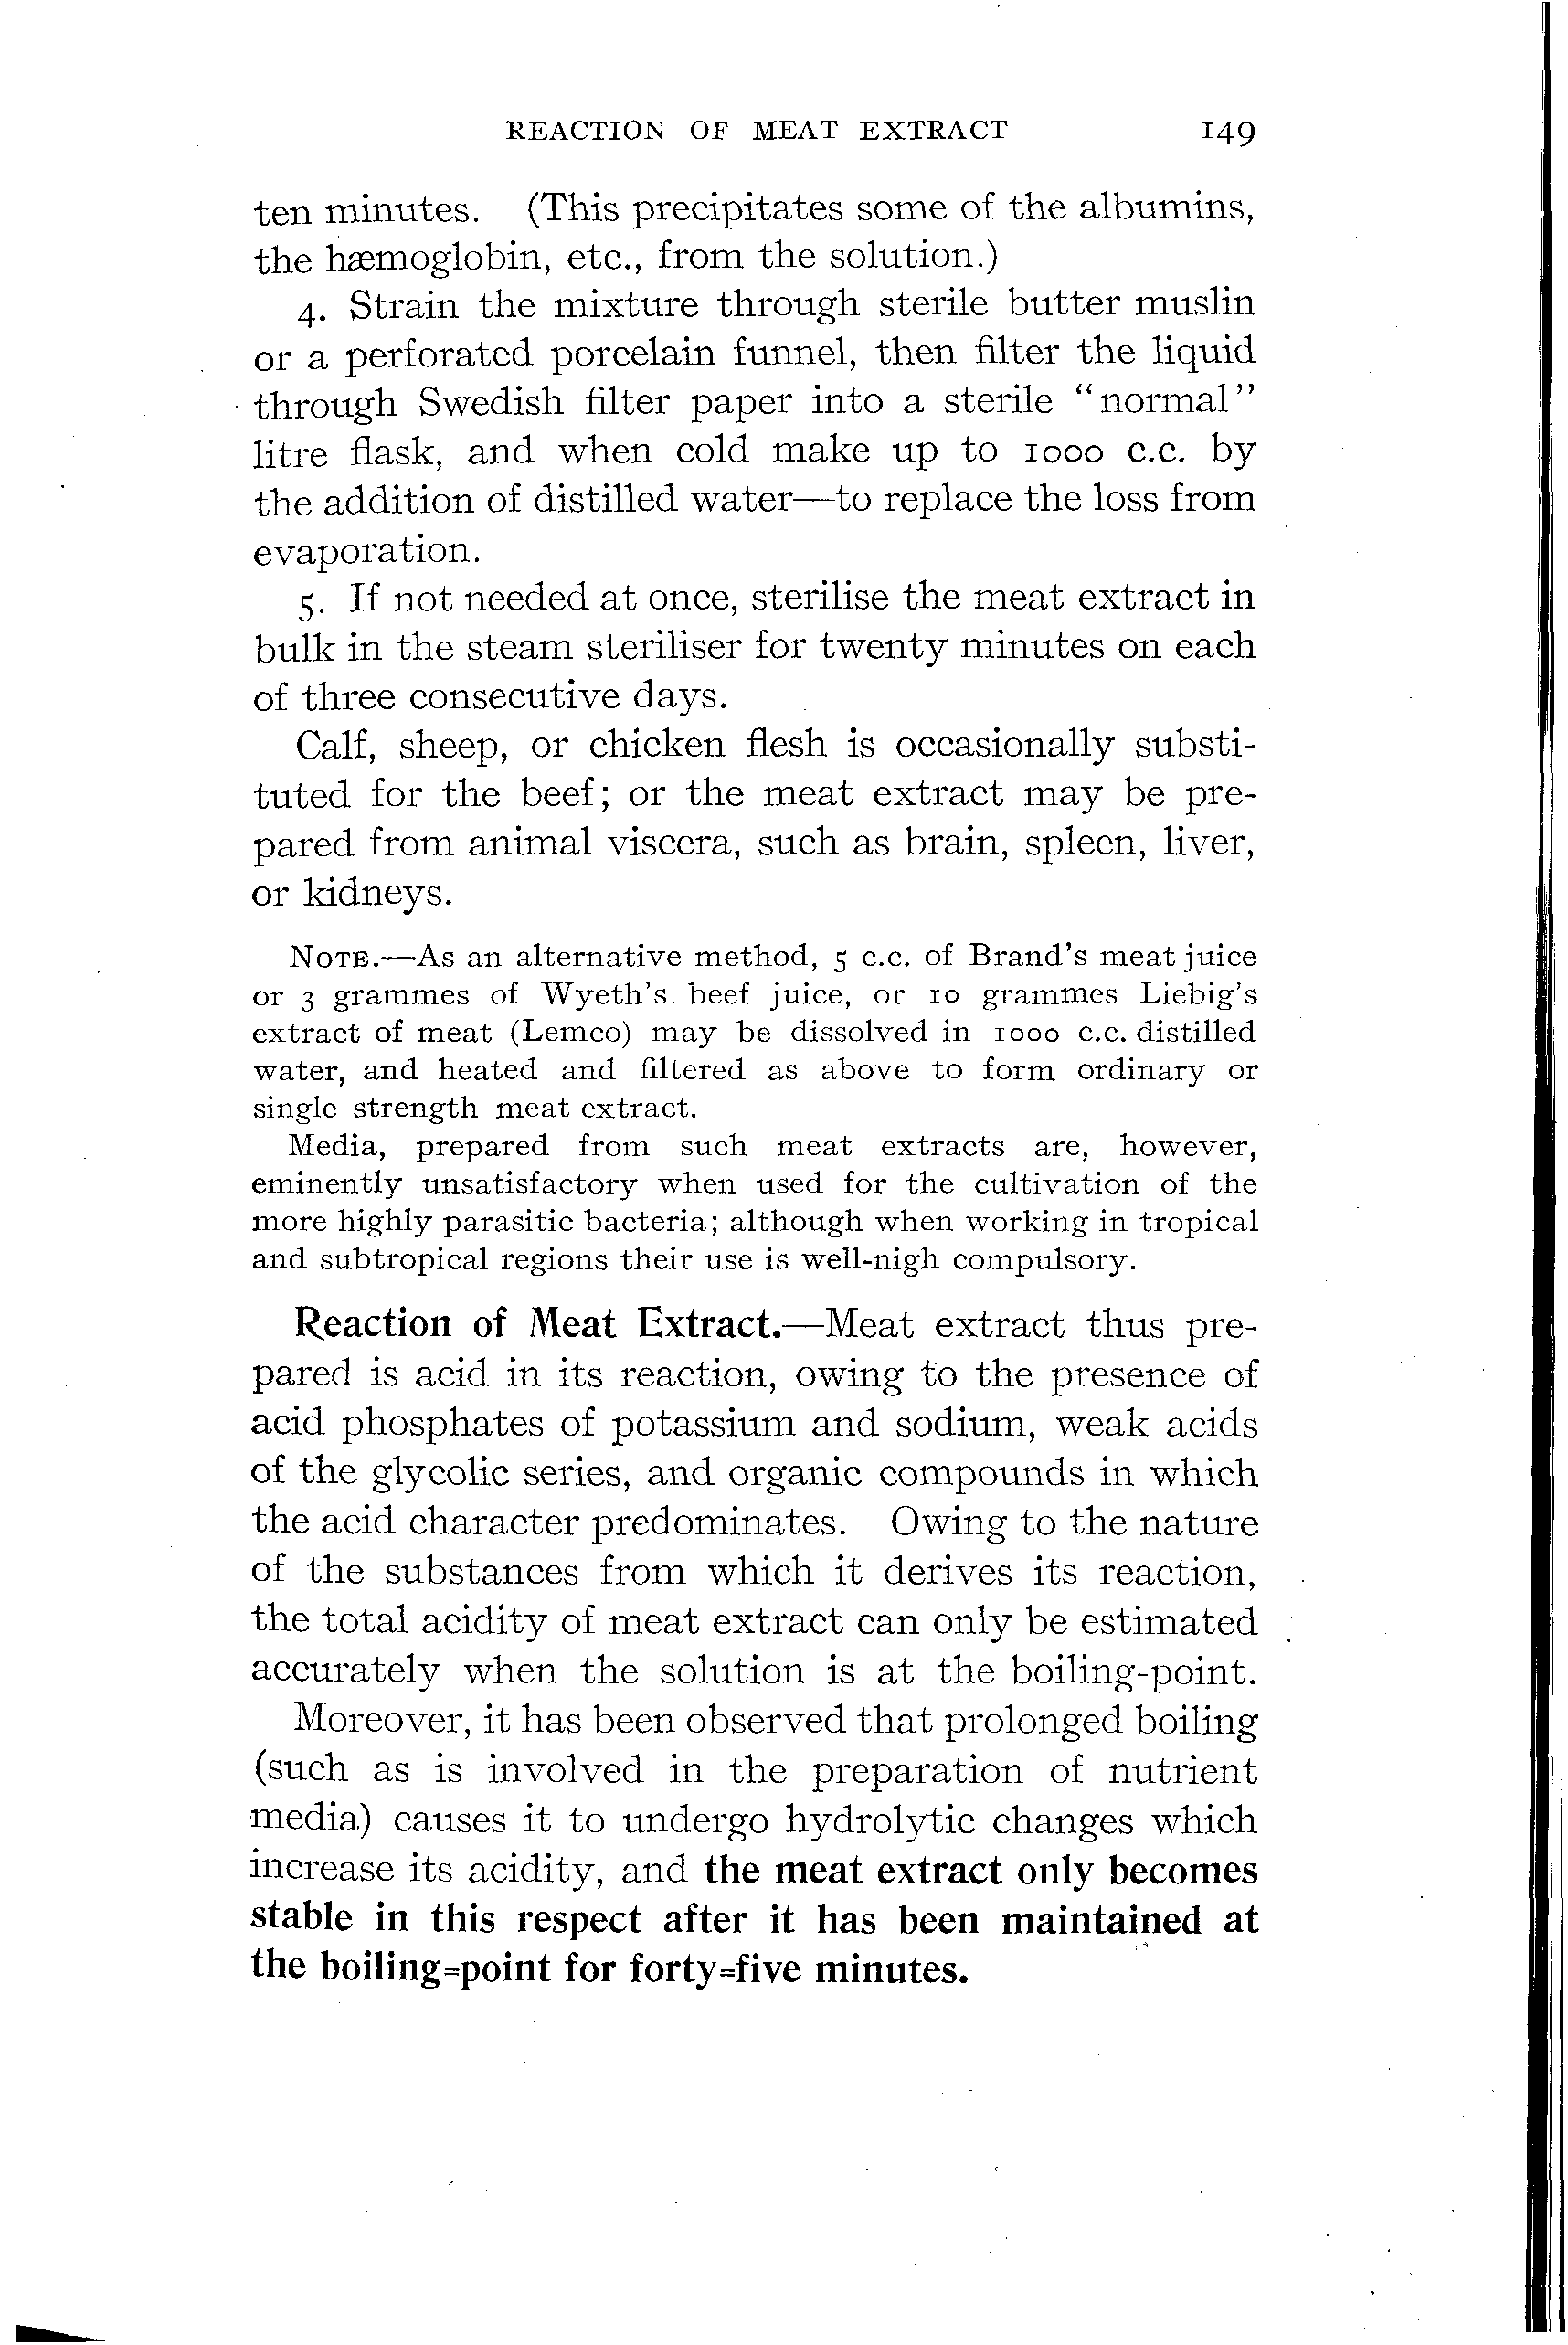 REACTION OF MEAT EXTRACT 149
ten minutes. (This precipitates some of the albumins,
the hæmoglobin, etc., from the solution.)
4. Strain the mixture through sterile butter muslin
or a perforated porcelain funnel, then filter the liquid
through Swedish filter paper into a sterile "normal"
litre flask, and when cold make up to 1000 c.c. by
the addition of distilled water—to replace the loss from
evaporation.
5. If not needed at once, sterilise the meat extract in
bulk in the steam steriliser for twenty minutes on each
of three consecutive days.
Calf, sheep, or chicken flesh is occasionally substi-
tuted for the beef; or the meat extract may be pre-
pared from animal viscera, such as brain, spleen, liver,
or kidneys.
NOTE.—As an alternative method, 5 c.c. of Brand's meat juice
or 3 grammes of Wyeth's beef juice, or 10 grammes Liebig's
extract of meat (Lemco) may be dissolved in 1000 c.c. distilled
water, and heated and filtered as above to form ordinary or
single strength meat extract.
Media, prepared from such meat extracts are, however,
eminently unsatisfactory when used for the cultivation of the
more highly parasitic bacteria; although when working in tropical
and subtropical regions their use is well-nigh compulsory.
Reaction of Meat Extract.—Meat extract thus pre-
pared is acid in its reaction, owing to the presence of
acid phosphates of potassium and sodium, weak acids
of the glycolic series, and organic compounds in which
the acid character predominates. Owing to the nature
of the substances from which it derives its reaction,
the total acidity of meat extract can only be estimated
accurately when the solution is at the boiling-point.
Moreover, it has been observed that prolonged boiling
(such as is involved in the preparation of nutrient
media) causes it to undergo hydrolytic changes which
increase its acidity, and the meat extract only becomes
stable in this respect after it has been maintained at
the boiling=point for forty=five minutes.